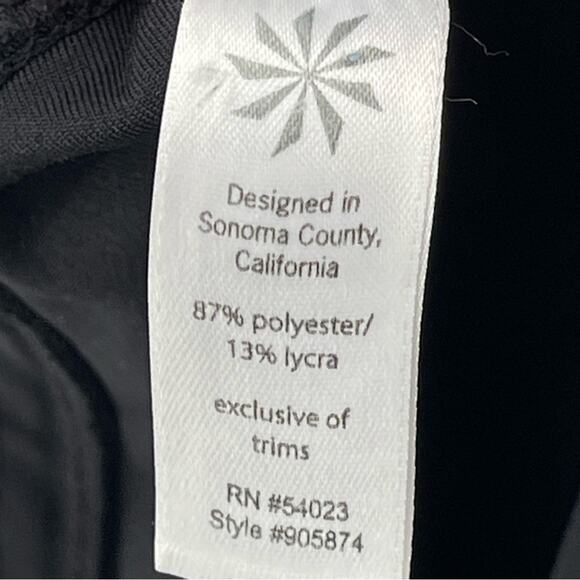 Designed in
Sonoma County,
California
87% polyester/
13% lycra
exclusive of
trims
RN #54023
Style #905874